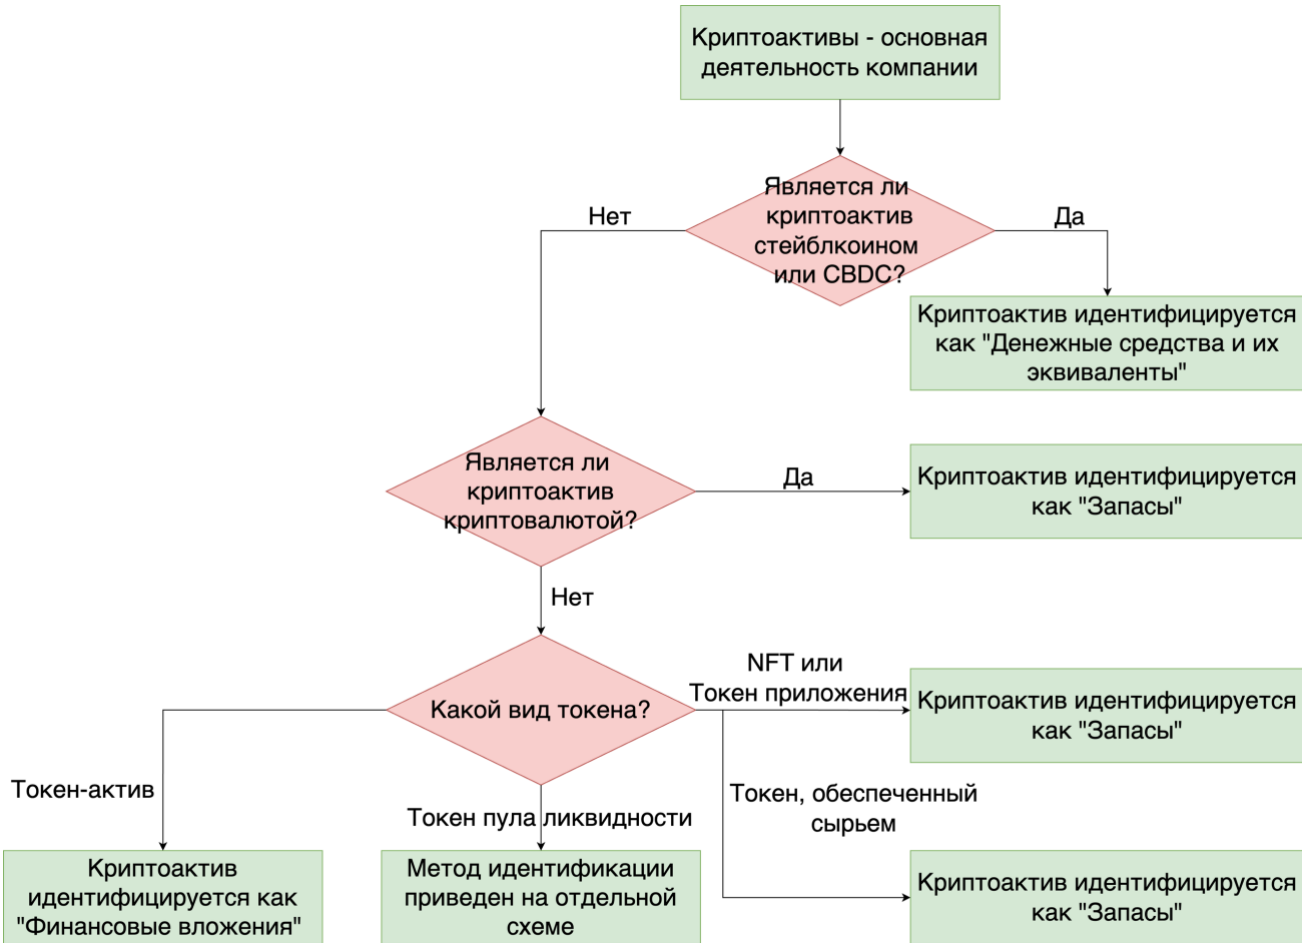 Криптоактивы - основная
деятельность компании
Является ли
криптоактив
стейблкоином
или CBDC?
Нет
Да
Криптоактив идентифицируется
как "Денежные средства и их
эквиваленты"
Является ли
криптоактив
криптовалютой?
Да
Криптоактив идентифицируется
как "Запасы"
Нет
Какой вид токена?
NFT или
Токен приложения
Криптоактив идентифицируется
как "Запасы"
Токен-актив
Токен пула ликвидности
Токен, обеспеченный
сырьем
Криптоактив
идентифицируется как
"Финансовые вложения"
Метод идентификации
приведен на отдельной
схеме
Криптоактив идентифицируется
как "Запасы"